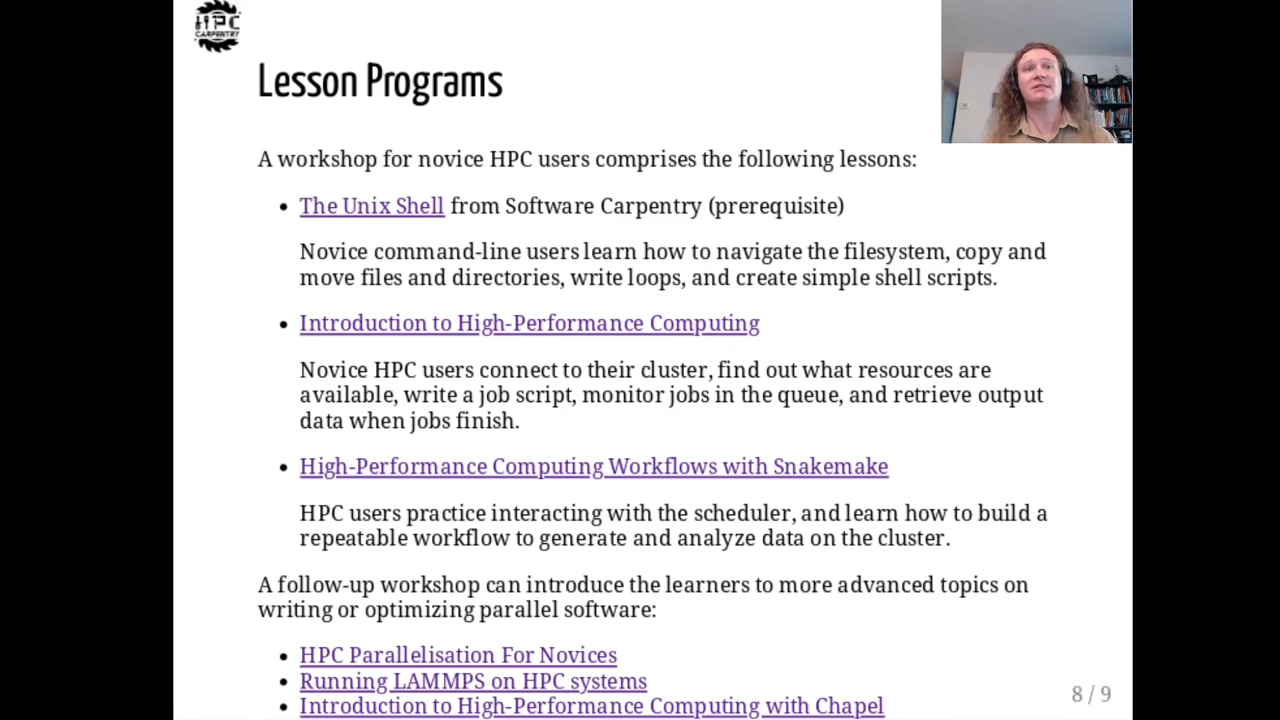 HPC
CARPENTRY
Lesson Programs
A workshop for novice HPC users comprises the following lessons:
• The Unix Shell from Software Carpentry (prerequisite)
Novice command-line users learn how to navigate the filesystem, copy and
move files and directories, write loops, and create simple shell scripts.
• Introduction to High-Performance Computing
Novice HPC users connect to their cluster, find out what resources are
available, write a job script, monitor jobs in the queue, and retrieve output
data when jobs finish.
• High-Performance Computing Workflows with Snakemake
HPC users practice interacting with the scheduler, and learn how to build a
repeatable workflow to generate and analyze data on the cluster.
A follow-up workshop can introduce the learners to more advanced topics on
writing or optimizing parallel software:
• HPC Parallelisation For Novices
• Running LAMMPS on HPC systems
• Introduction to High-Performance Computing with Chapel
8 / 9